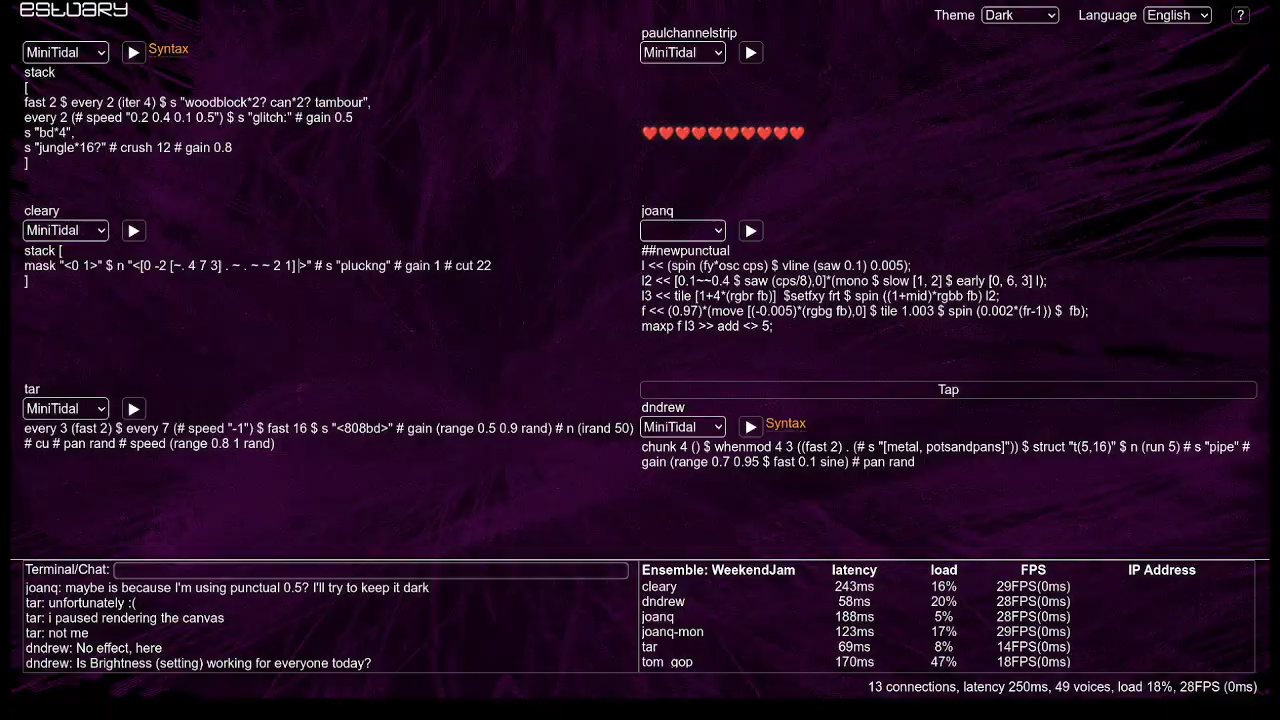 estuary
Theme Dark Language English ?
MiniTidal Syntax
stack
[
fast 2 $ every 2 (iter 4) $ s "woodblock*2? can*2? tambour",
every 2 (# speed "0.2 0.4 0.1 0.5") $ s "glitch:" # gain 0.5
s "bd*4",
s "jungle*16?" # crush 12 # gain 0.8
]
paulchannelstrip
MiniTidal
❤️❤️❤️❤️❤️❤️❤️❤️❤️❤️
cleary
MiniTidal
stack [
mask "<0 1>" $ n "<[0 -2 [~. 4 7 3] . ~ . ~ ~ 2 1] >" # s "pluckng" # gain 1 # cut 22
]
joanq
##newpunctual
l << (spin (fy*osc cps) $ vline (saw 0.1) 0.005);
l2 << [0.1~~0.4 $ saw (cps/8),0]*(mono $ slow [1, 2] $ early [0, 6, 3] l);
l3 << tile [1+4*(rgbr fb)] $setfxy frt $ spin ((1+mid)*rgbb fb) l2;
f << (0.97)*(move [(-0.005)*(rgbg fb),0] $ tile 1.003 $ spin (0.002*(fr-1)) $ fb);
maxp f l3 >> add <> 5;
tar
MiniTidal
every 3 (fast 2) $ every 7 (# speed "-1") $ fast 16 $ s "<808bd>" # gain (range 0.5 0.9 rand) # n (irand 50)
# cu # pan rand # speed (range 0.8 1 rand)
Tap
dndrew
MiniTidal Syntax
chunk 4 () $ whenmod 4 3 ((fast 2) . (# s "[metal, potsandpans]")) $ struct "t(5,16)" $ n (run 5) # s "pipe" #
gain (range 0.7 0.95 $ fast 0.1 sine) # pan rand
Terminal/Chat:
joanq: maybe is because I'm using punctual 0.5? I'll try to keep it dark
tar: unfortunately :(
tar: i paused rendering the canvas
tar: not me
dndrew: No effect, here
dndrew: Is Brightness (setting) working for everyone today?
Ensemble: WeekendJam latency load FPS IP Address
cleary 243ms 16% 29FPS(0ms)
dndrew 58ms 20% 28FPS(0ms)
joanq 188ms 5% 28FPS(0ms)
joanq-mon 123ms 17% 29FPS(0ms)
tar 69ms 8% 14FPS(0ms)
tom_gop 170ms 47% 18FPS(0ms)
13 connections, latency 250ms, 49 voices, load 18%, 28FPS (0ms)